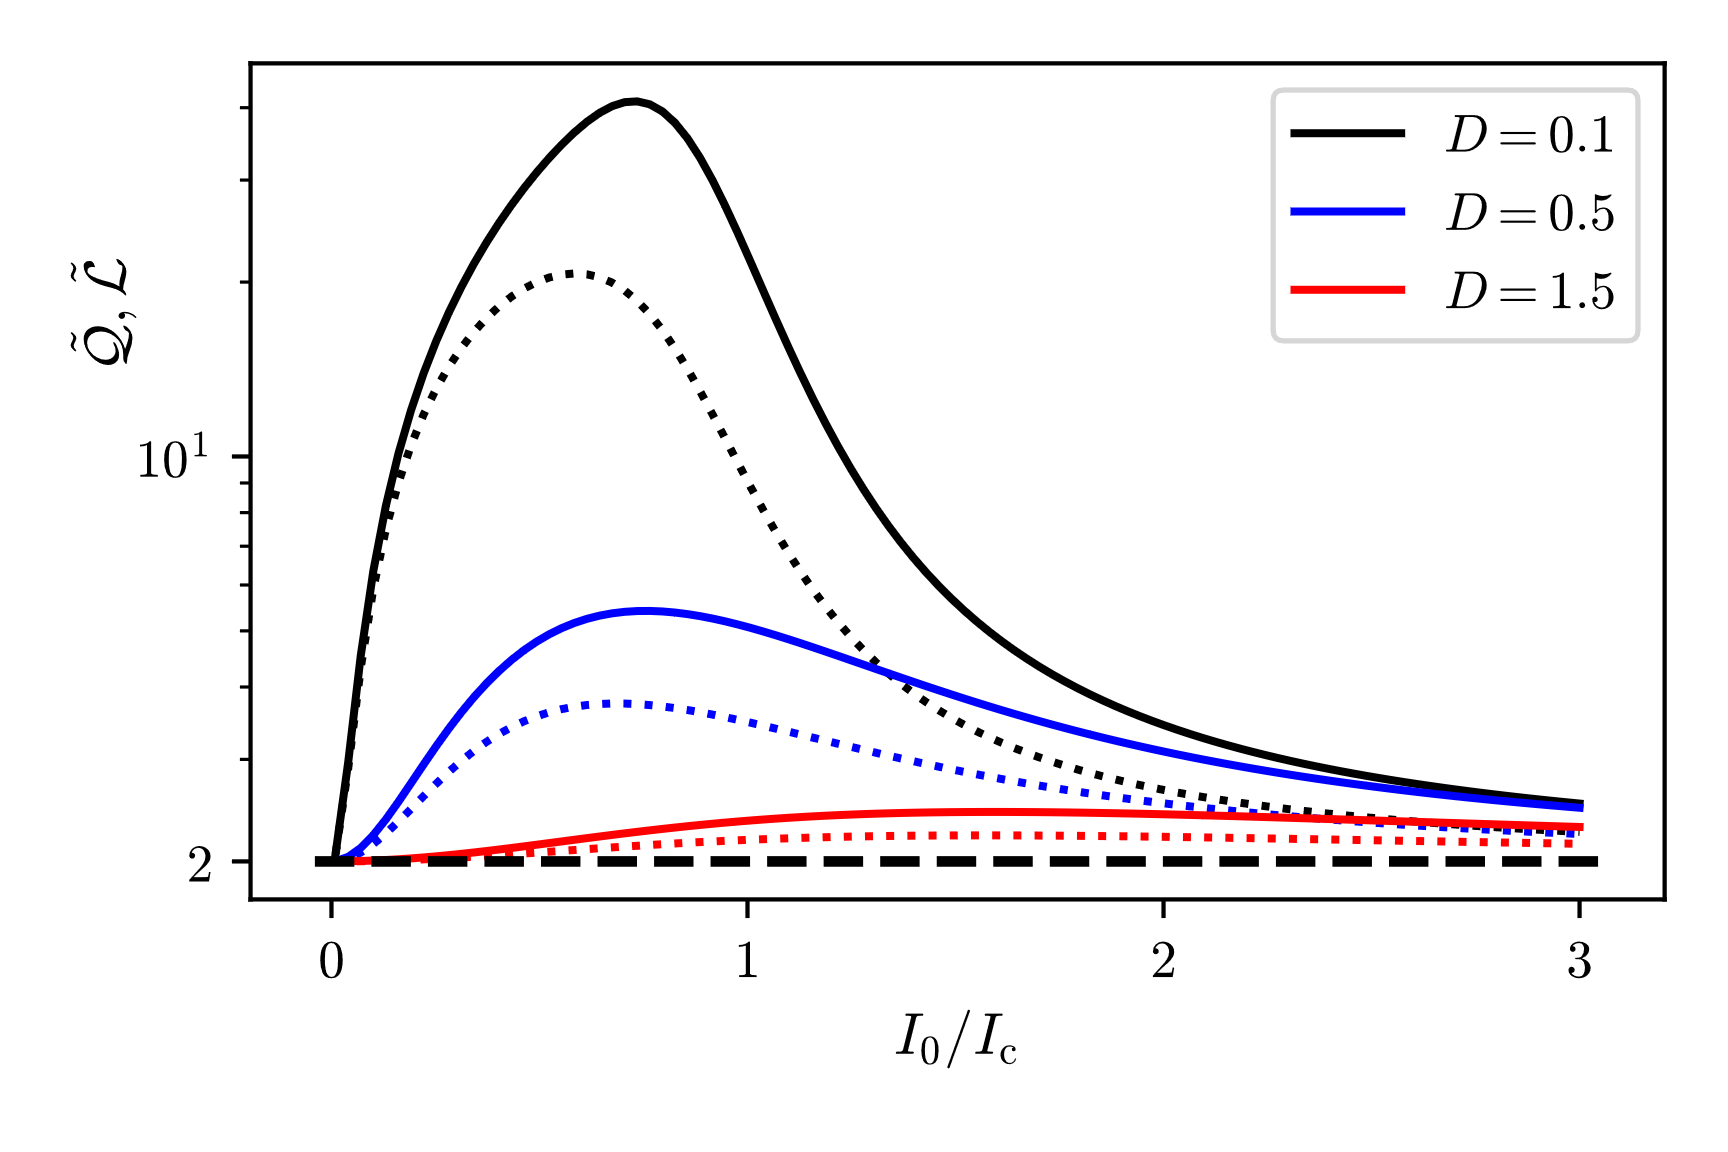 D = 0.1
D = 0.5
D = 1.5
𝒬̃, ℒ̃
10¹
2
0 1 2 3
I₀/I_c